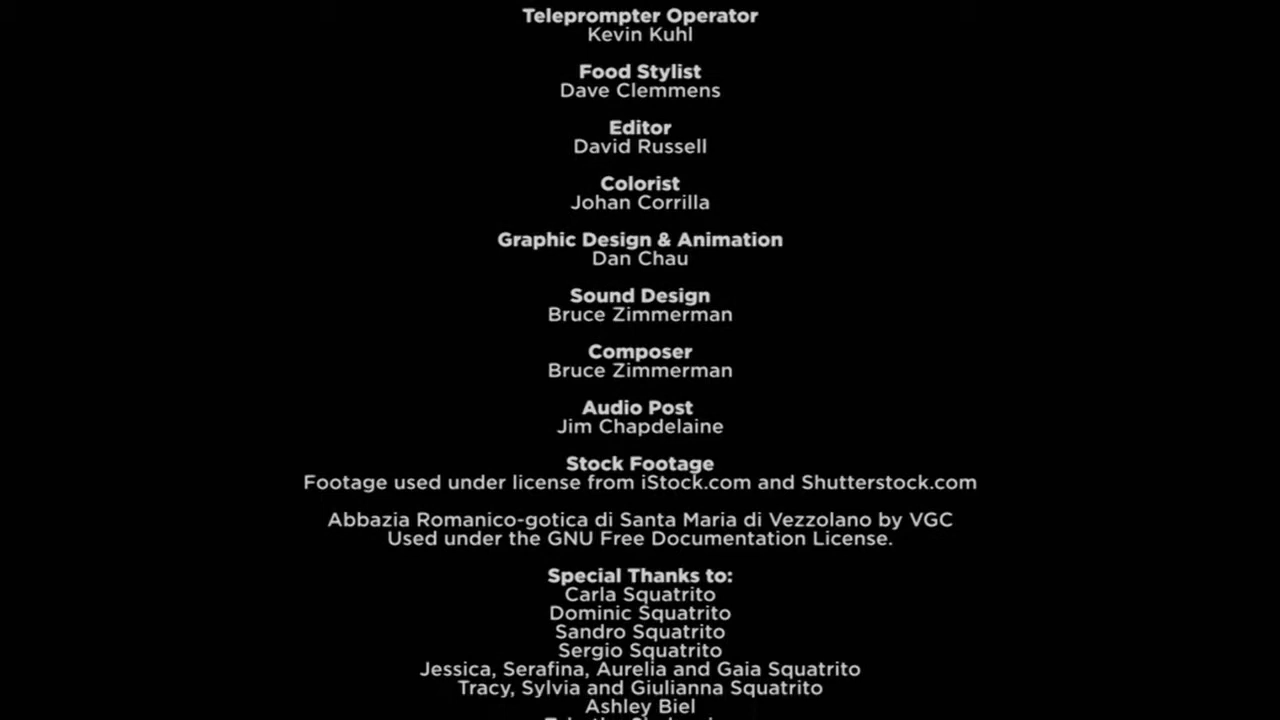 Teleprompter Operator
Kevin Kuhl
Food Stylist
Dave Clemmens
Editor
David Russell
Colorist
Johan Corrilla
Graphic Design & Animation
Dan Chau
Sound Design
Bruce Zimmerman
Composer
Bruce Zimmerman
Audio Post
Jim Chapdelaine
Stock Footage
Footage used under license from iStock.com and Shutterstock.com
Abbazia Romanico-gotica di Santa Maria di Vezzolano by VGC
Used under the GNU Free Documentation License.
Special Thanks to:
Carla Squatrito
Dominic Squatrito
Sandro Squatrito
Sergio Squatrito
Jessica, Serafina, Aurelia and Gaia Squatrito
Tracy, Sylvia and Giulianna Squatrito
Ashley Biel